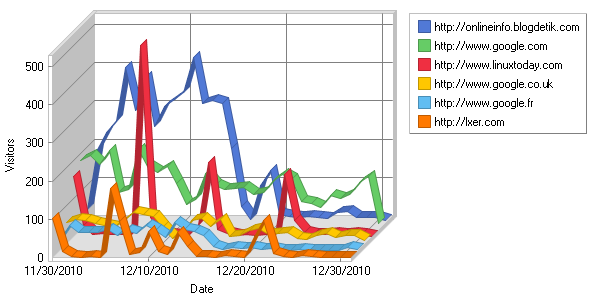 500
400
300
200
100
0
Visitors
11/30/2010
12/10/2010
12/20/2010
12/30/2010
Date
http://onlineinfo.blogdetik.com
http://www.google.com
http://www.linuxtoday.com
http://www.google.co.uk
http://www.google.fr
http://lxer.com